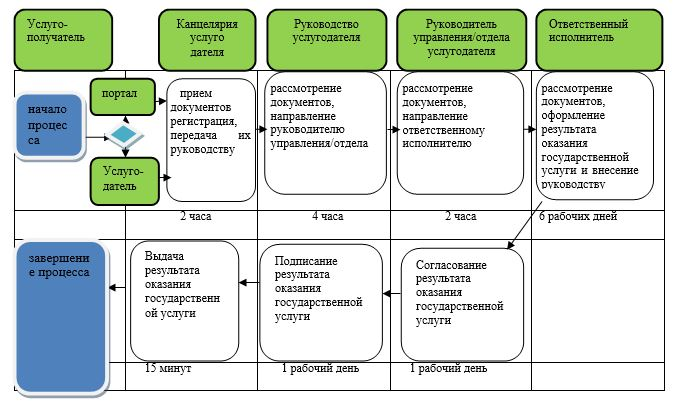 Услуго-
получатель
Канцелярия
услуго
дателя
Руководство
услугодателя
Руководитель
управления/отдела
услугодателя
Ответственный
исполнитель
начало
процес
са
портал
Услуго-
датель
прием
документов
регистрация,
передача их
руководству
рассмотрение
документов,
направление
руководителю
управления/отдела
рассмотрение
документов,
направление
ответственному
исполнителю
рассмотрение
документов,
оформление
результата
оказания
государственной
услуги и внесение
руководству
2 часа
4 часа
2 часа
6 рабочих дней
завершени
е процесса
Выдача
результата
оказания
государственн
ой услуги
Подписание
результата
оказания
государственной
услуги
Согласование
результата
оказания
государственной
услуги
15 минут
1 рабочий день
1 рабочий день